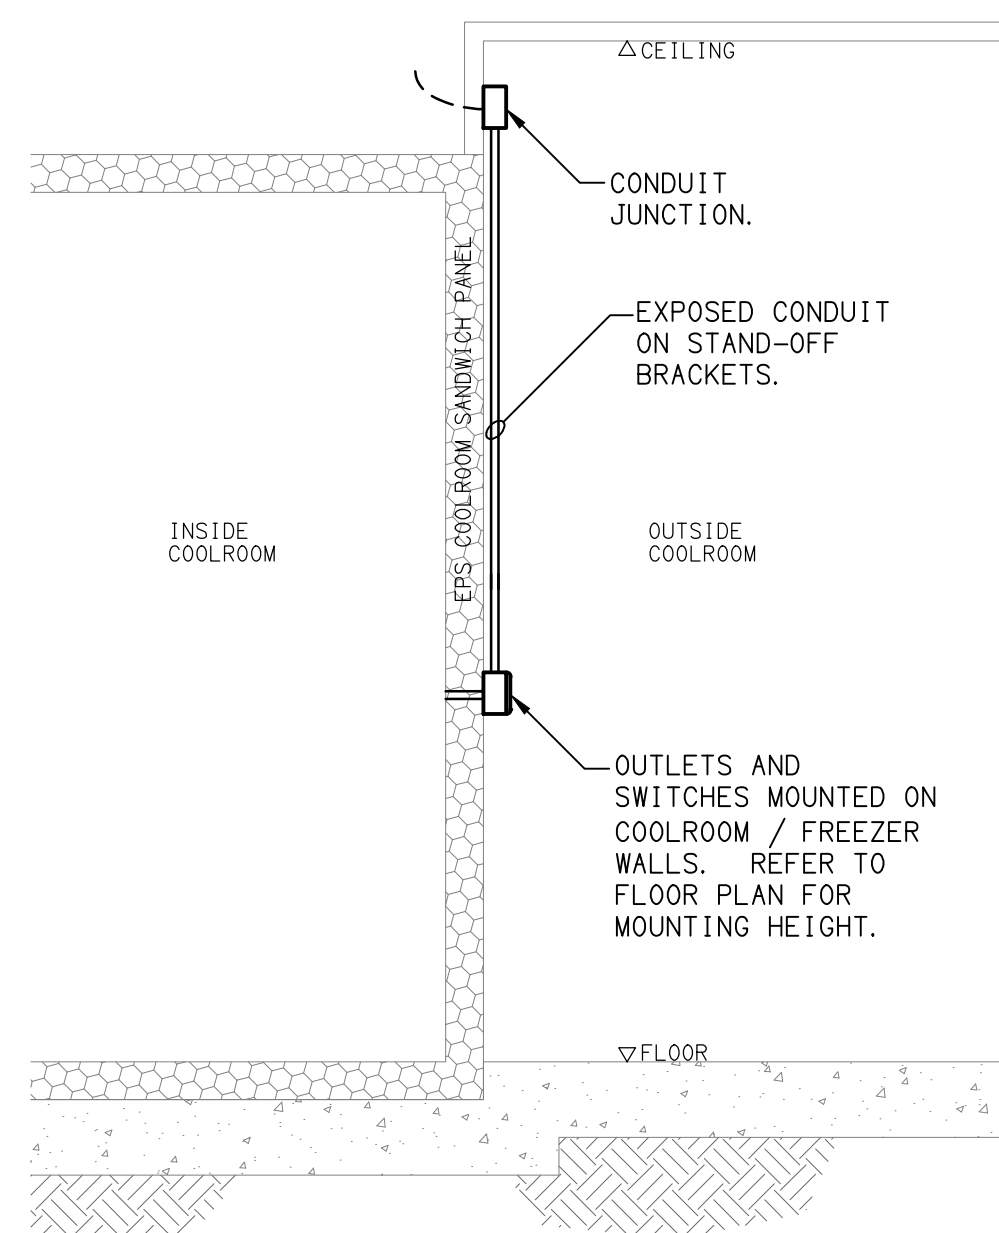 CEILING
CONDUIT
JUNCTION.
EXPOSED CONDUIT
ON STAND-OFF
BRACKETS.
EPS COOLROOM SANDWICH PANEL
INSIDE
COOLROOM
OUTSIDE
COOLROOM
OUTLETS AND
SWITCHES MOUNTED ON
COOLROOM / FREEZER
WALLS. REFER TO
FLOOR PLAN FOR
MOUNTING HEIGHT.
FLOOR